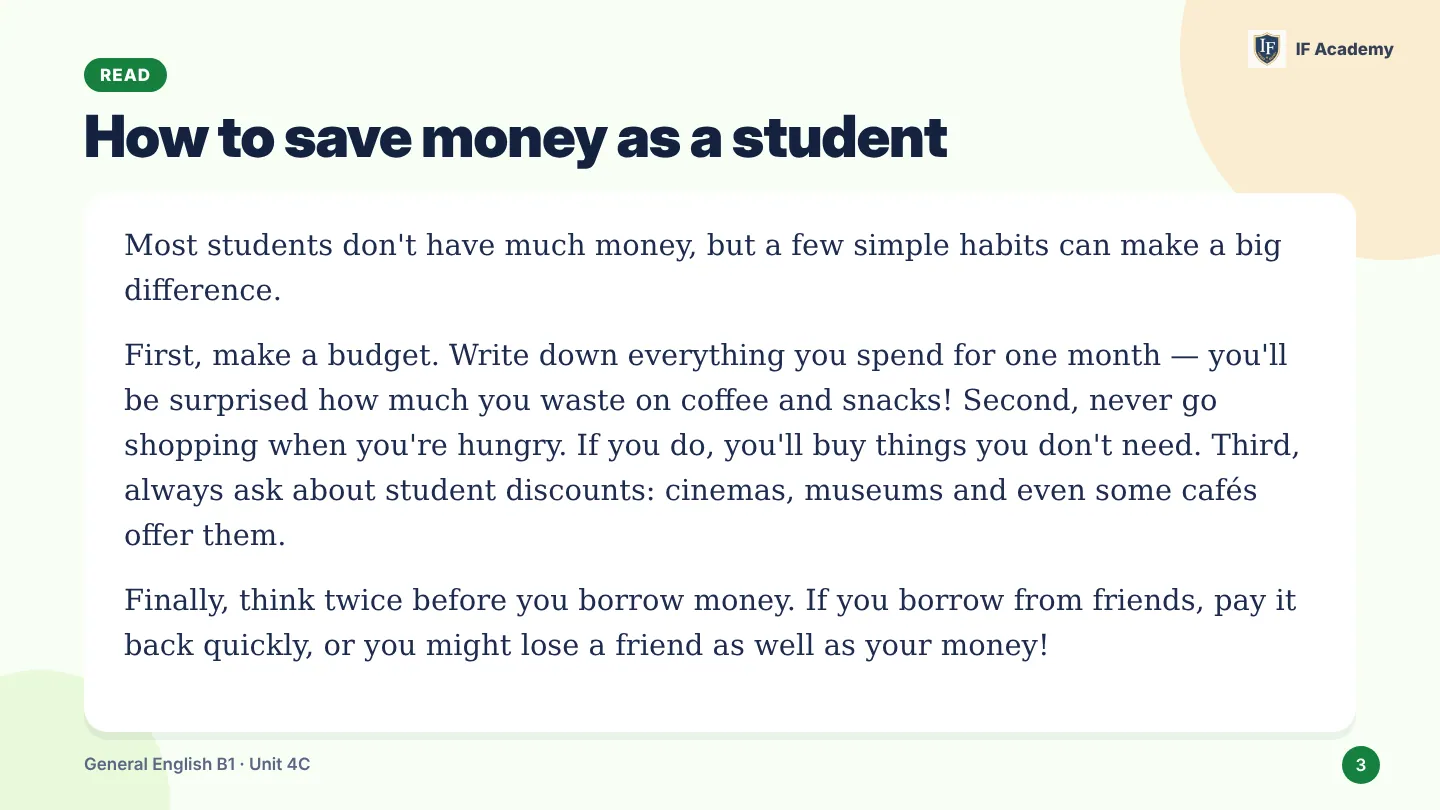 IF
IF Academy
READ
How to save money as a student
Most students don't have much money, but a few simple habits can make a big
difference.
First, make a budget. Write down everything you spend for one month — you'll
be surprised how much you waste on coffee and snacks! Second, never go
shopping when you're hungry. If you do, you'll buy things you don't need. Third,
always ask about student discounts: cinemas, museums and even some cafés
offer them.
Finally, think twice before you borrow money. If you borrow from friends, pay it
back quickly, or you might lose a friend as well as your money!
General English B1 · Unit 4C
3